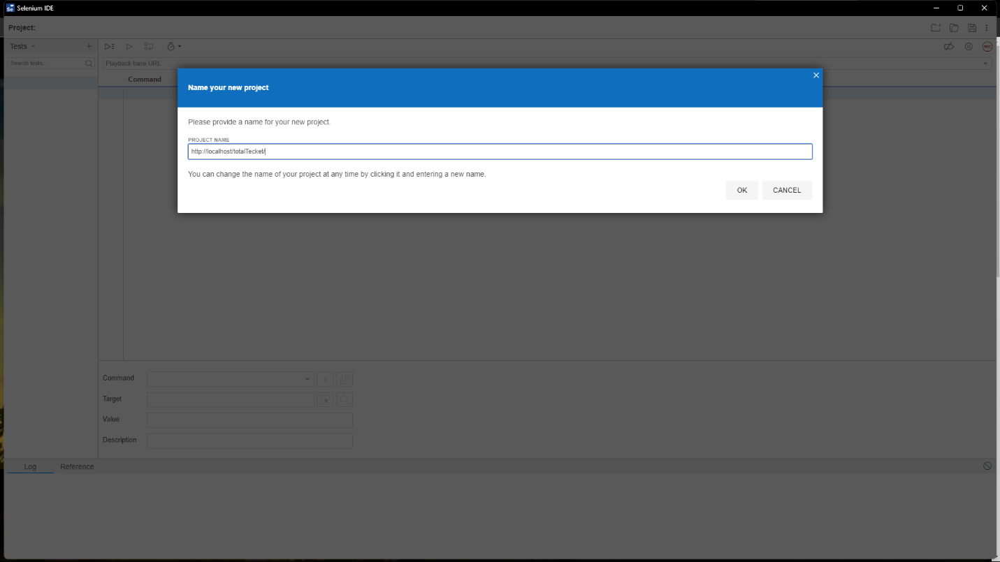 Se Selenium IDE
Project:
Tests
Search tests...
Playback base URL
Command
Name your new project
Please provide a name for your new project.
PROJECT NAME
http://localhost/totalTecket/
You can change the name of your project at any time by clicking it and entering a new name.
OK CANCEL
Command
Target
Value
Description
Log Reference
REC